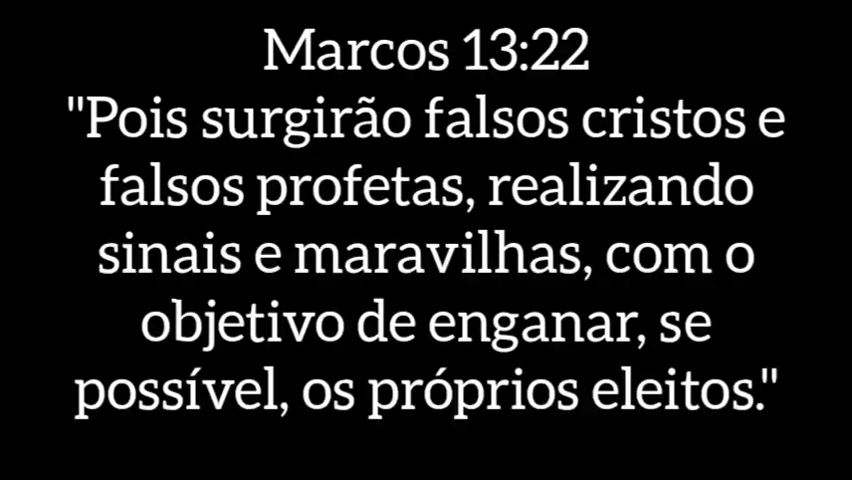 Marcos 13:22
"Pois surgirão falsos cristos e
falsos profetas, realizando
sinais e maravilhas, com o
objetivo de enganar, se
possível, os próprios eleitos."